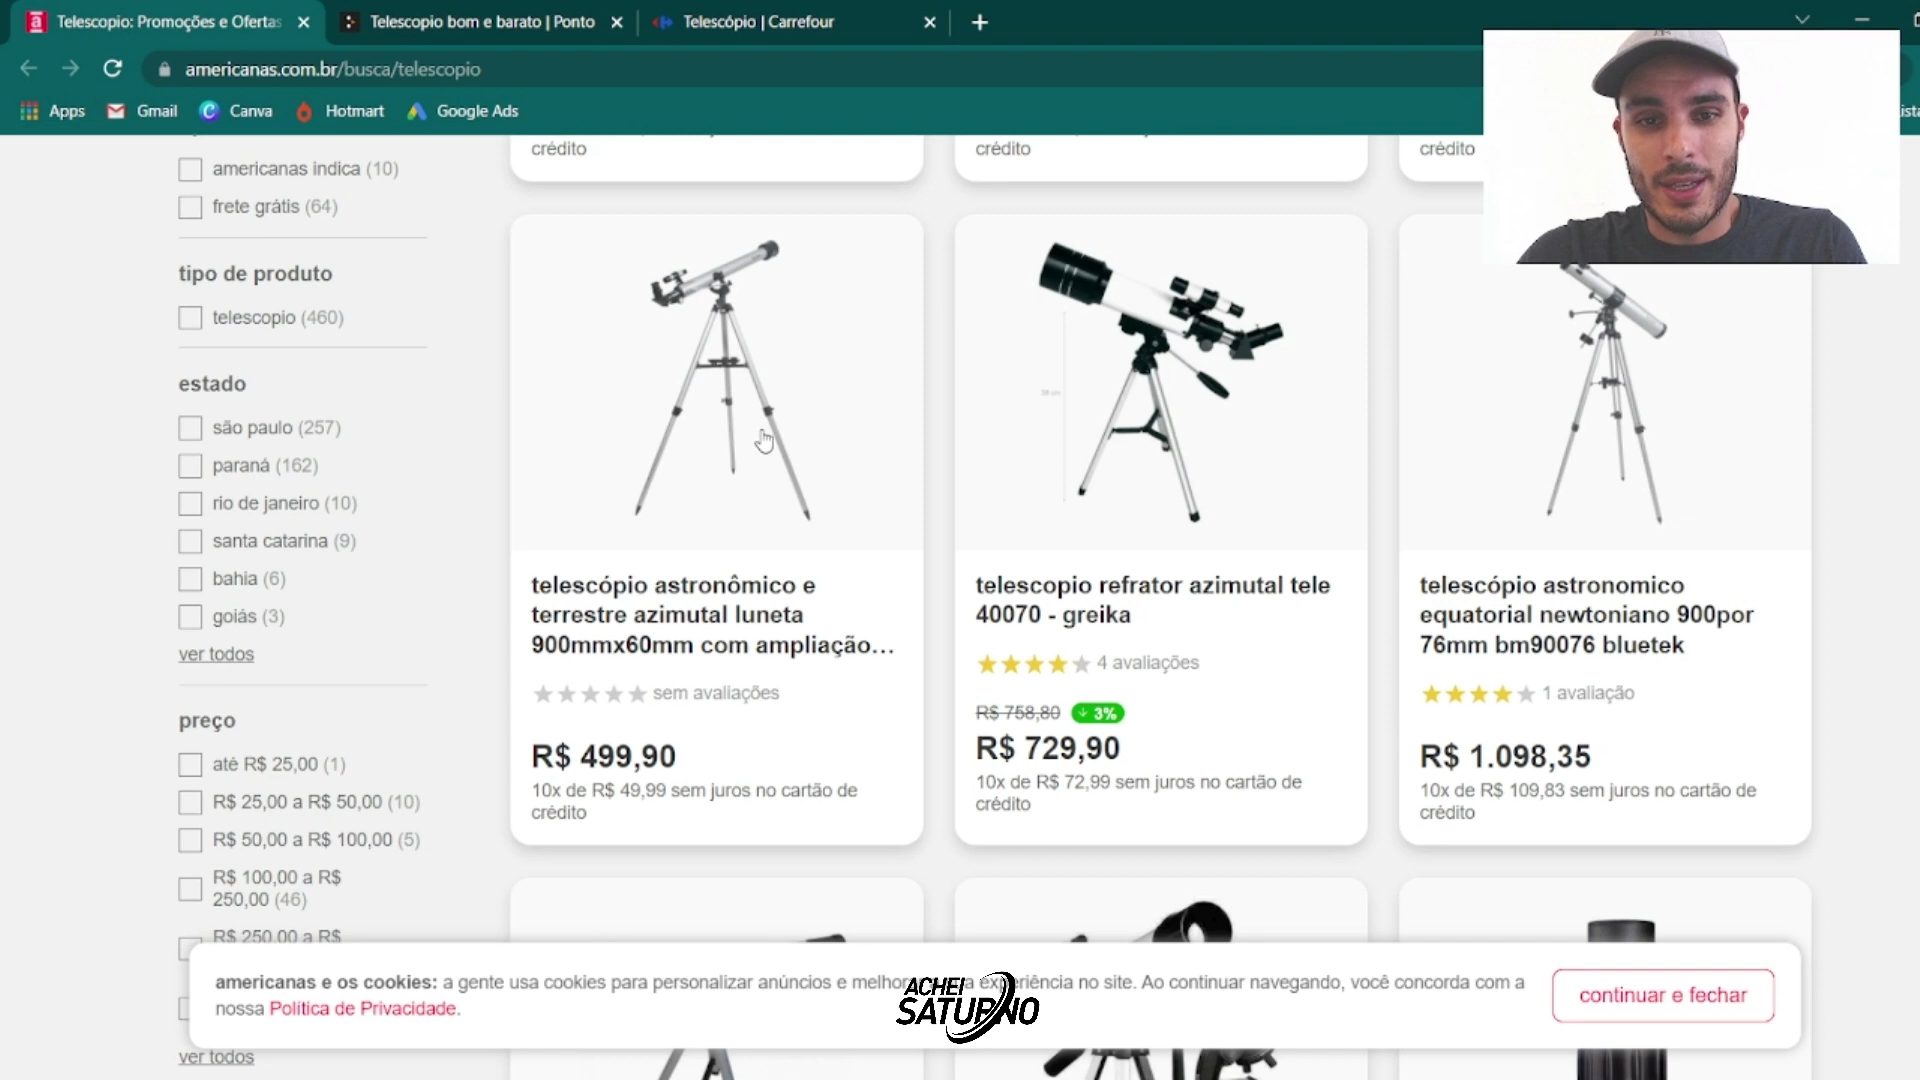 Telescopio: Promoções e Ofertas
Telescopio bom e barato | Ponto
Telescópio | Carrefour
americanas.com.br/busca/telescopio
Apps
Gmail
Canva
Hotmart
Google Ads
americanas indica (10)
frete grátis (64)
tipo de produto
telescopio (460)
estado
são paulo (257)
paraná (162)
rio de janeiro (10)
santa catarina (9)
bahia (6)
goiás (3)
ver todos
preço
até R$ 25,00 (1)
R$ 25,00 a R$ 50,00 (10)
R$ 50,00 a R$ 100,00 (5)
R$ 100,00 a R$
250,00 (46)
R$ 250,00 a R$
ver todos
crédito
crédito
crédito
telescópio astronômico e
terrestre azimutal luneta
900mmx60mm com ampliação...
sem avaliações
R$ 499,90
10x de R$ 49,99 sem juros no cartão de
crédito
telescopio refrator azimutal tele
40070 - greika
4 avaliações
R$ 758,80 3%
R$ 729,90
10x de R$ 72,99 sem juros no cartão de
crédito
telescópio astronomico
equatorial newtoniano 900por
76mm bm90076 bluetek
1 avaliação
R$ 1.098,35
10x de R$ 109,83 sem juros no cartão de
crédito
americanas e os cookies: a gente usa cookies para personalizar anúncios e melhor experiência no site. Ao continuar navegando, você concorda com a
nossa Política de Privacidade.
continuar e fechar
ACHEI
SATURNO